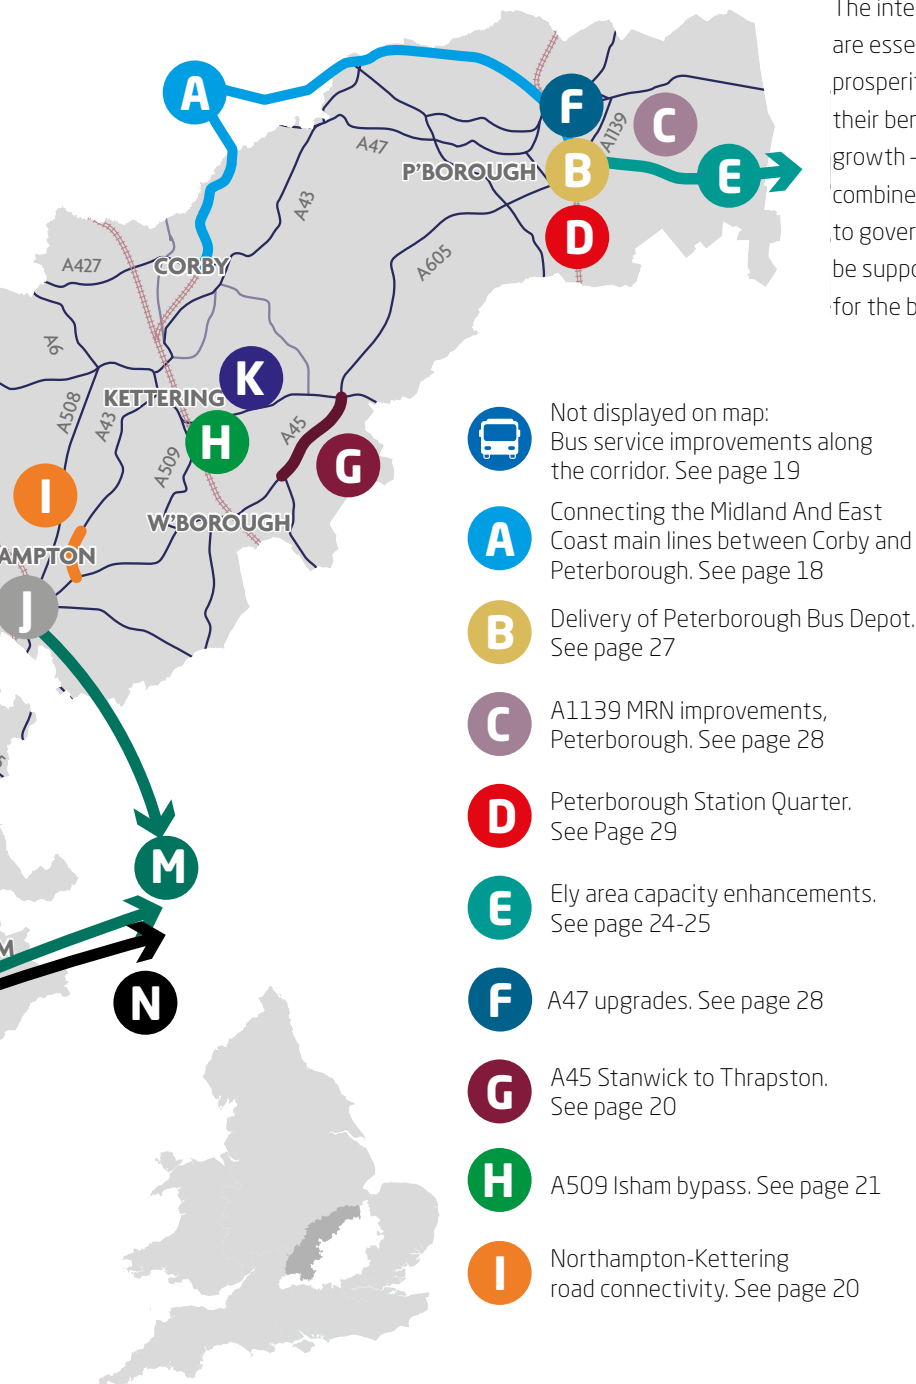 The inte
are esse
prosperit
their ber
growth -
combine
to gover
be suppo
for the b
A
F
A1139
C
A47
P'BOROUGH
B
E
A43
D
A605
A427
CORBY
A6
K
KETTERING
A508
A43
H
A45
G
A509
I
W'BOROUGH
AMPTON
J
M
M
N
Not displayed on map:
Bus service improvements along
the corridor. See page 19
A
Connecting the Midland And East
Coast main lines between Corby and
Peterborough. See page 18
B
Delivery of Peterborough Bus Depot.
See page 27
C
A1139 MRN improvements,
Peterborough. See page 28
D
Peterborough Station Quarter.
See Page 29
E
Ely area capacity enhancements.
See page 24-25
F
A47 upgrades. See page 28
G
A45 Stanwick to Thrapston.
See page 20
H
A509 Isham bypass. See page 21
I
Northampton-Kettering
road connectivity. See page 20